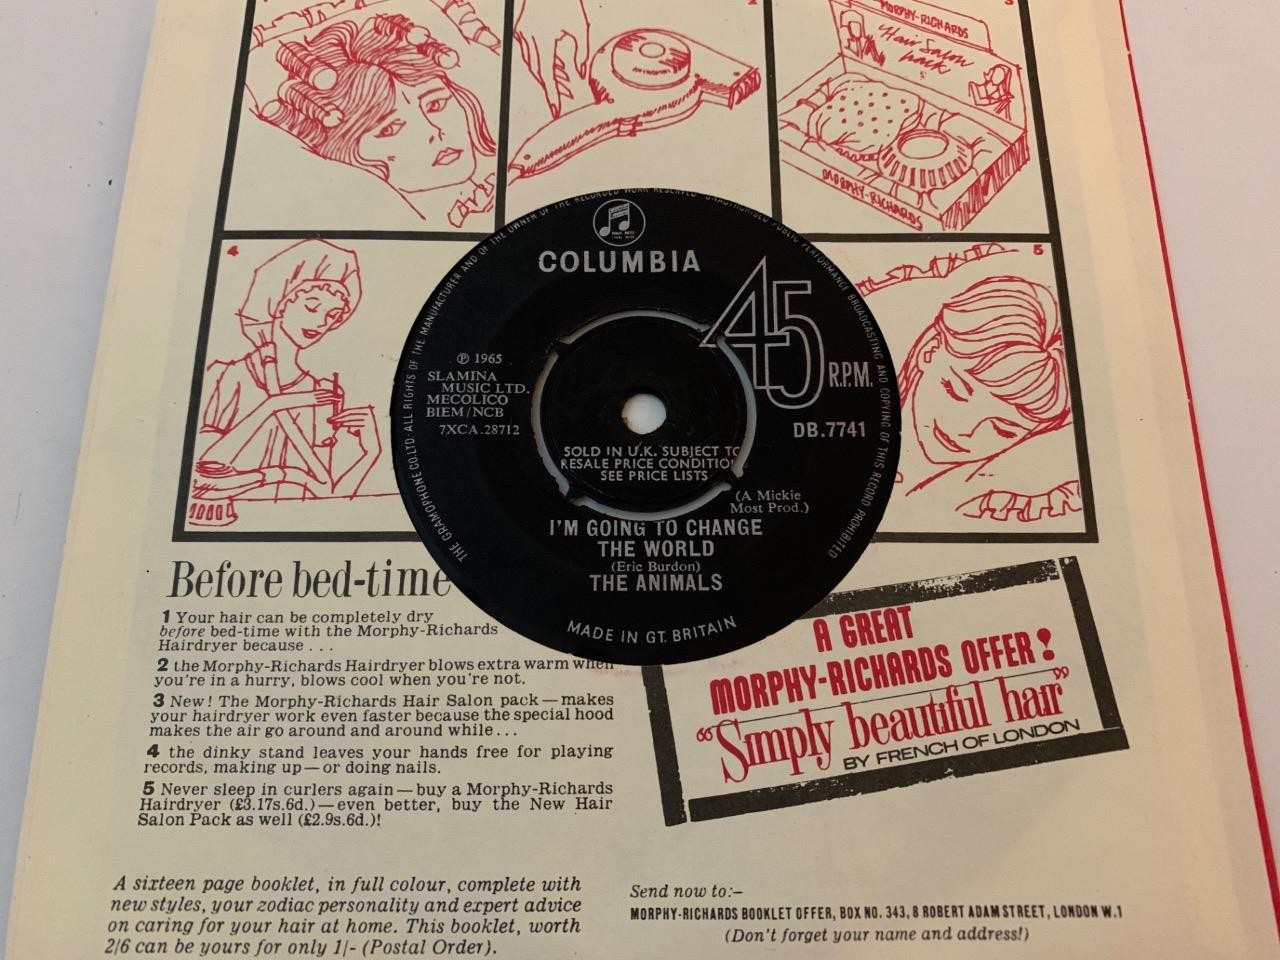 2
3
MORPHY-RICHARDS
Hair Salon
pack
MORPHY-RICHARDS
4
5
THE GRAMOPHONE CO. LTD. ALL RIGHTS OF THE MANUFACTURER AND OF THE OWNER OF THE RECORDED WORK RESERVED UNAUTHORISED PUBLIC PERFORMANCE BROADCASTING AND COPYING OF THIS RECORD PROHIBITED
COLUMBIA
45
R.P.M.
℗ 1965
SLAMINA
MUSIC LTD.
MECOLICO
BIEM/NCB
7XCA.28712
DB.7741
SOLD IN U.K. SUBJECT TO
RESALE PRICE CONDITIO
SEE PRICE LISTS
(A Mickie
Most Prod.)
I'M GOING TO CHANGE
THE WORLD
(Eric Burdon)
THE ANIMALS
MADE IN GT. BRITAIN
Before bed-time
1 Your hair can be completely dry
before bed-time with the Morphy-Richards
Hairdryer because . . .
2 the Morphy-Richards Hairdryer blows extra warm when
you're in a hurry, blows cool when you're not.
3 New! The Morphy-Richards Hair Salon pack—makes
your hairdryer work even faster because the special hood
makes the air go around and around while . . .
4 the dinky stand leaves your hands free for playing
records, making up—or doing nails.
5 Never sleep in curlers again—buy a Morphy-Richards
Hairdryer (£3.17s.6d.)—even better, buy the New Hair
Salon Pack as well (£2.9s.6d.)!
A GREAT
MORPHY-RICHARDS OFFER!
“Simply beautiful hair”
BY FRENCH OF LONDON
A sixteen page booklet, in full colour, complete with
new styles, your zodiac personality and expert advice
on caring for your hair at home. This booklet, worth
2/6 can be yours for only 1/- (Postal Order).
Send now to:–
MORPHY-RICHARDS BOOKLET OFFER, BOX NO. 343, 8 ROBERT ADAM STREET, LONDON W.1
(Don't forget your name and address!)